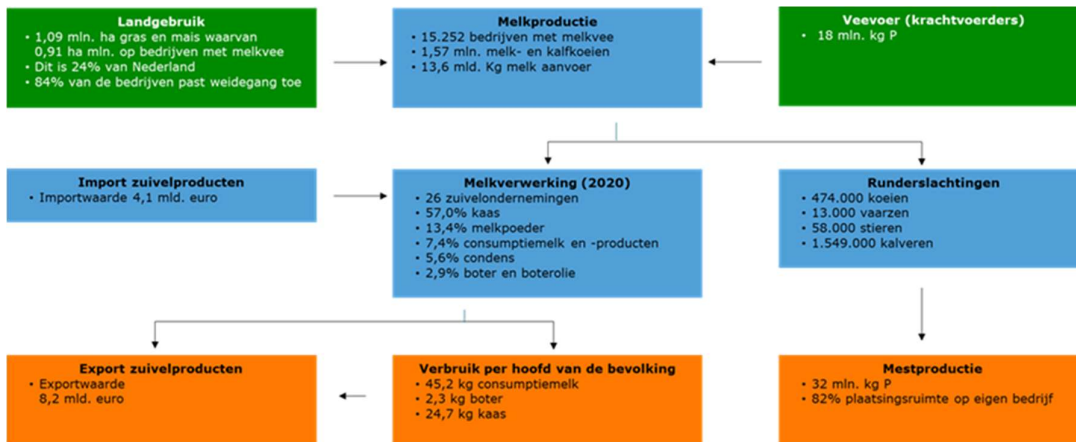 Landgebruik
• 1,09 mln. ha gras en mais waarvan
0,91 ha mln. op bedrijven met melkvee
• Dit is 24% van Nederland
• 84% van de bedrijven past weidegang toe
Melkproductie
• 15.252 bedrijven met melkvee
• 1,57 mln. melk- en kalfkoeien
• 13,6 mld. Kg melk aanvoer
Veevoer (krachtvoerders)
• 18 mln. kg P
Import zuivelproducten
• Importwaarde 4,1 mld. euro
Melkverwerking (2020)
• 26 zuivelondernemingen
• 57,0% kaas
• 13,4% melkpoeder
• 7,4% consumptiemelk en -producten
• 5,6% condens
• 2,9% boter en boterolie
Runderslachtingen
• 474.000 koeien
• 13.000 vaarzen
• 58.000 stieren
• 1.549.000 kalveren
Export zuivelproducten
• Exportwaarde
8,2 mld. euro
Verbruik per hoofd van de bevolking
• 45,2 kg consumptiemelk
• 2,3 kg boter
• 24,7 kg kaas
Mestproductie
• 32 mln. kg P
• 82% plaatsingsruimte op eigen bedrijf